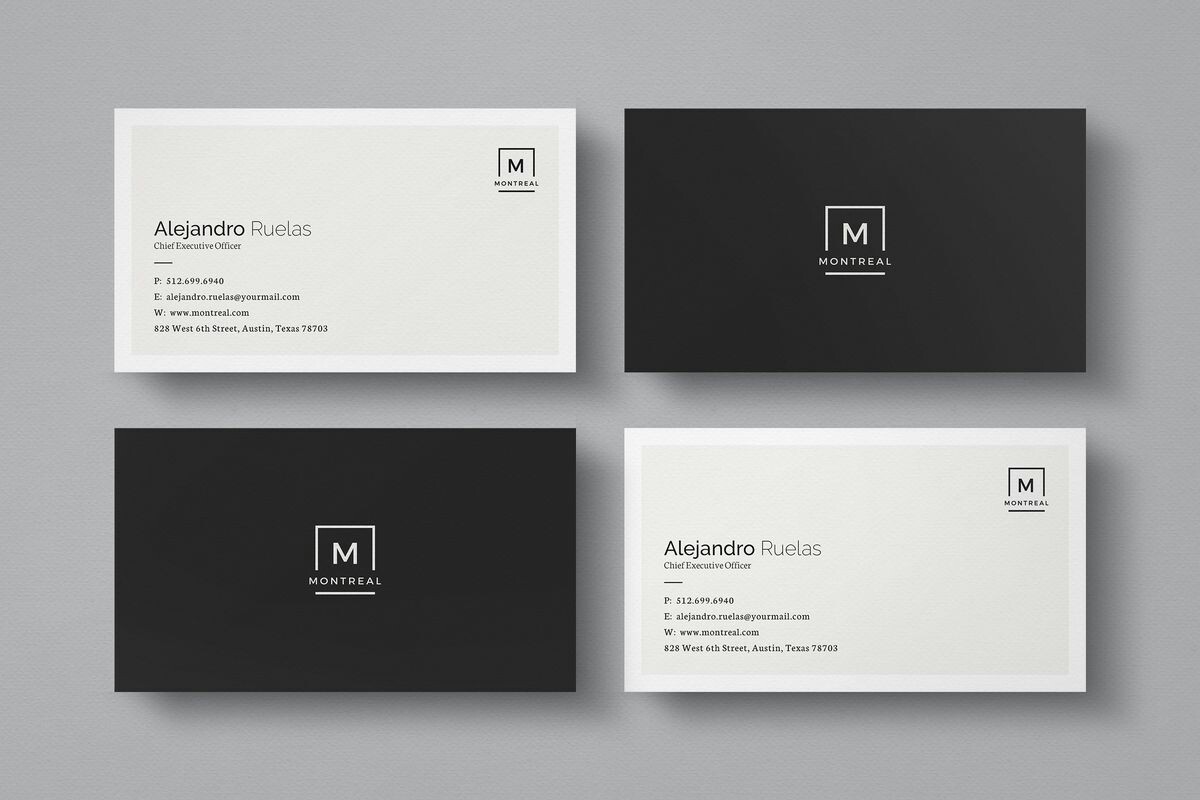 M
MONTREAL
Alejandro Ruelas
Chief Executive Officer
P: 512.699.6940
E: alejandro.ruelas@yourmail.com
W: www.montreal.com
828 West 6th Street, Austin, Texas 78703
M
MONTREAL
M
MONTREAL
M
MONTREAL
Alejandro Ruelas
Chief Executive Officer
P: 512.699.6940
E: alejandro.ruelas@yourmail.com
W: www.montreal.com
828 West 6th Street, Austin, Texas 78703